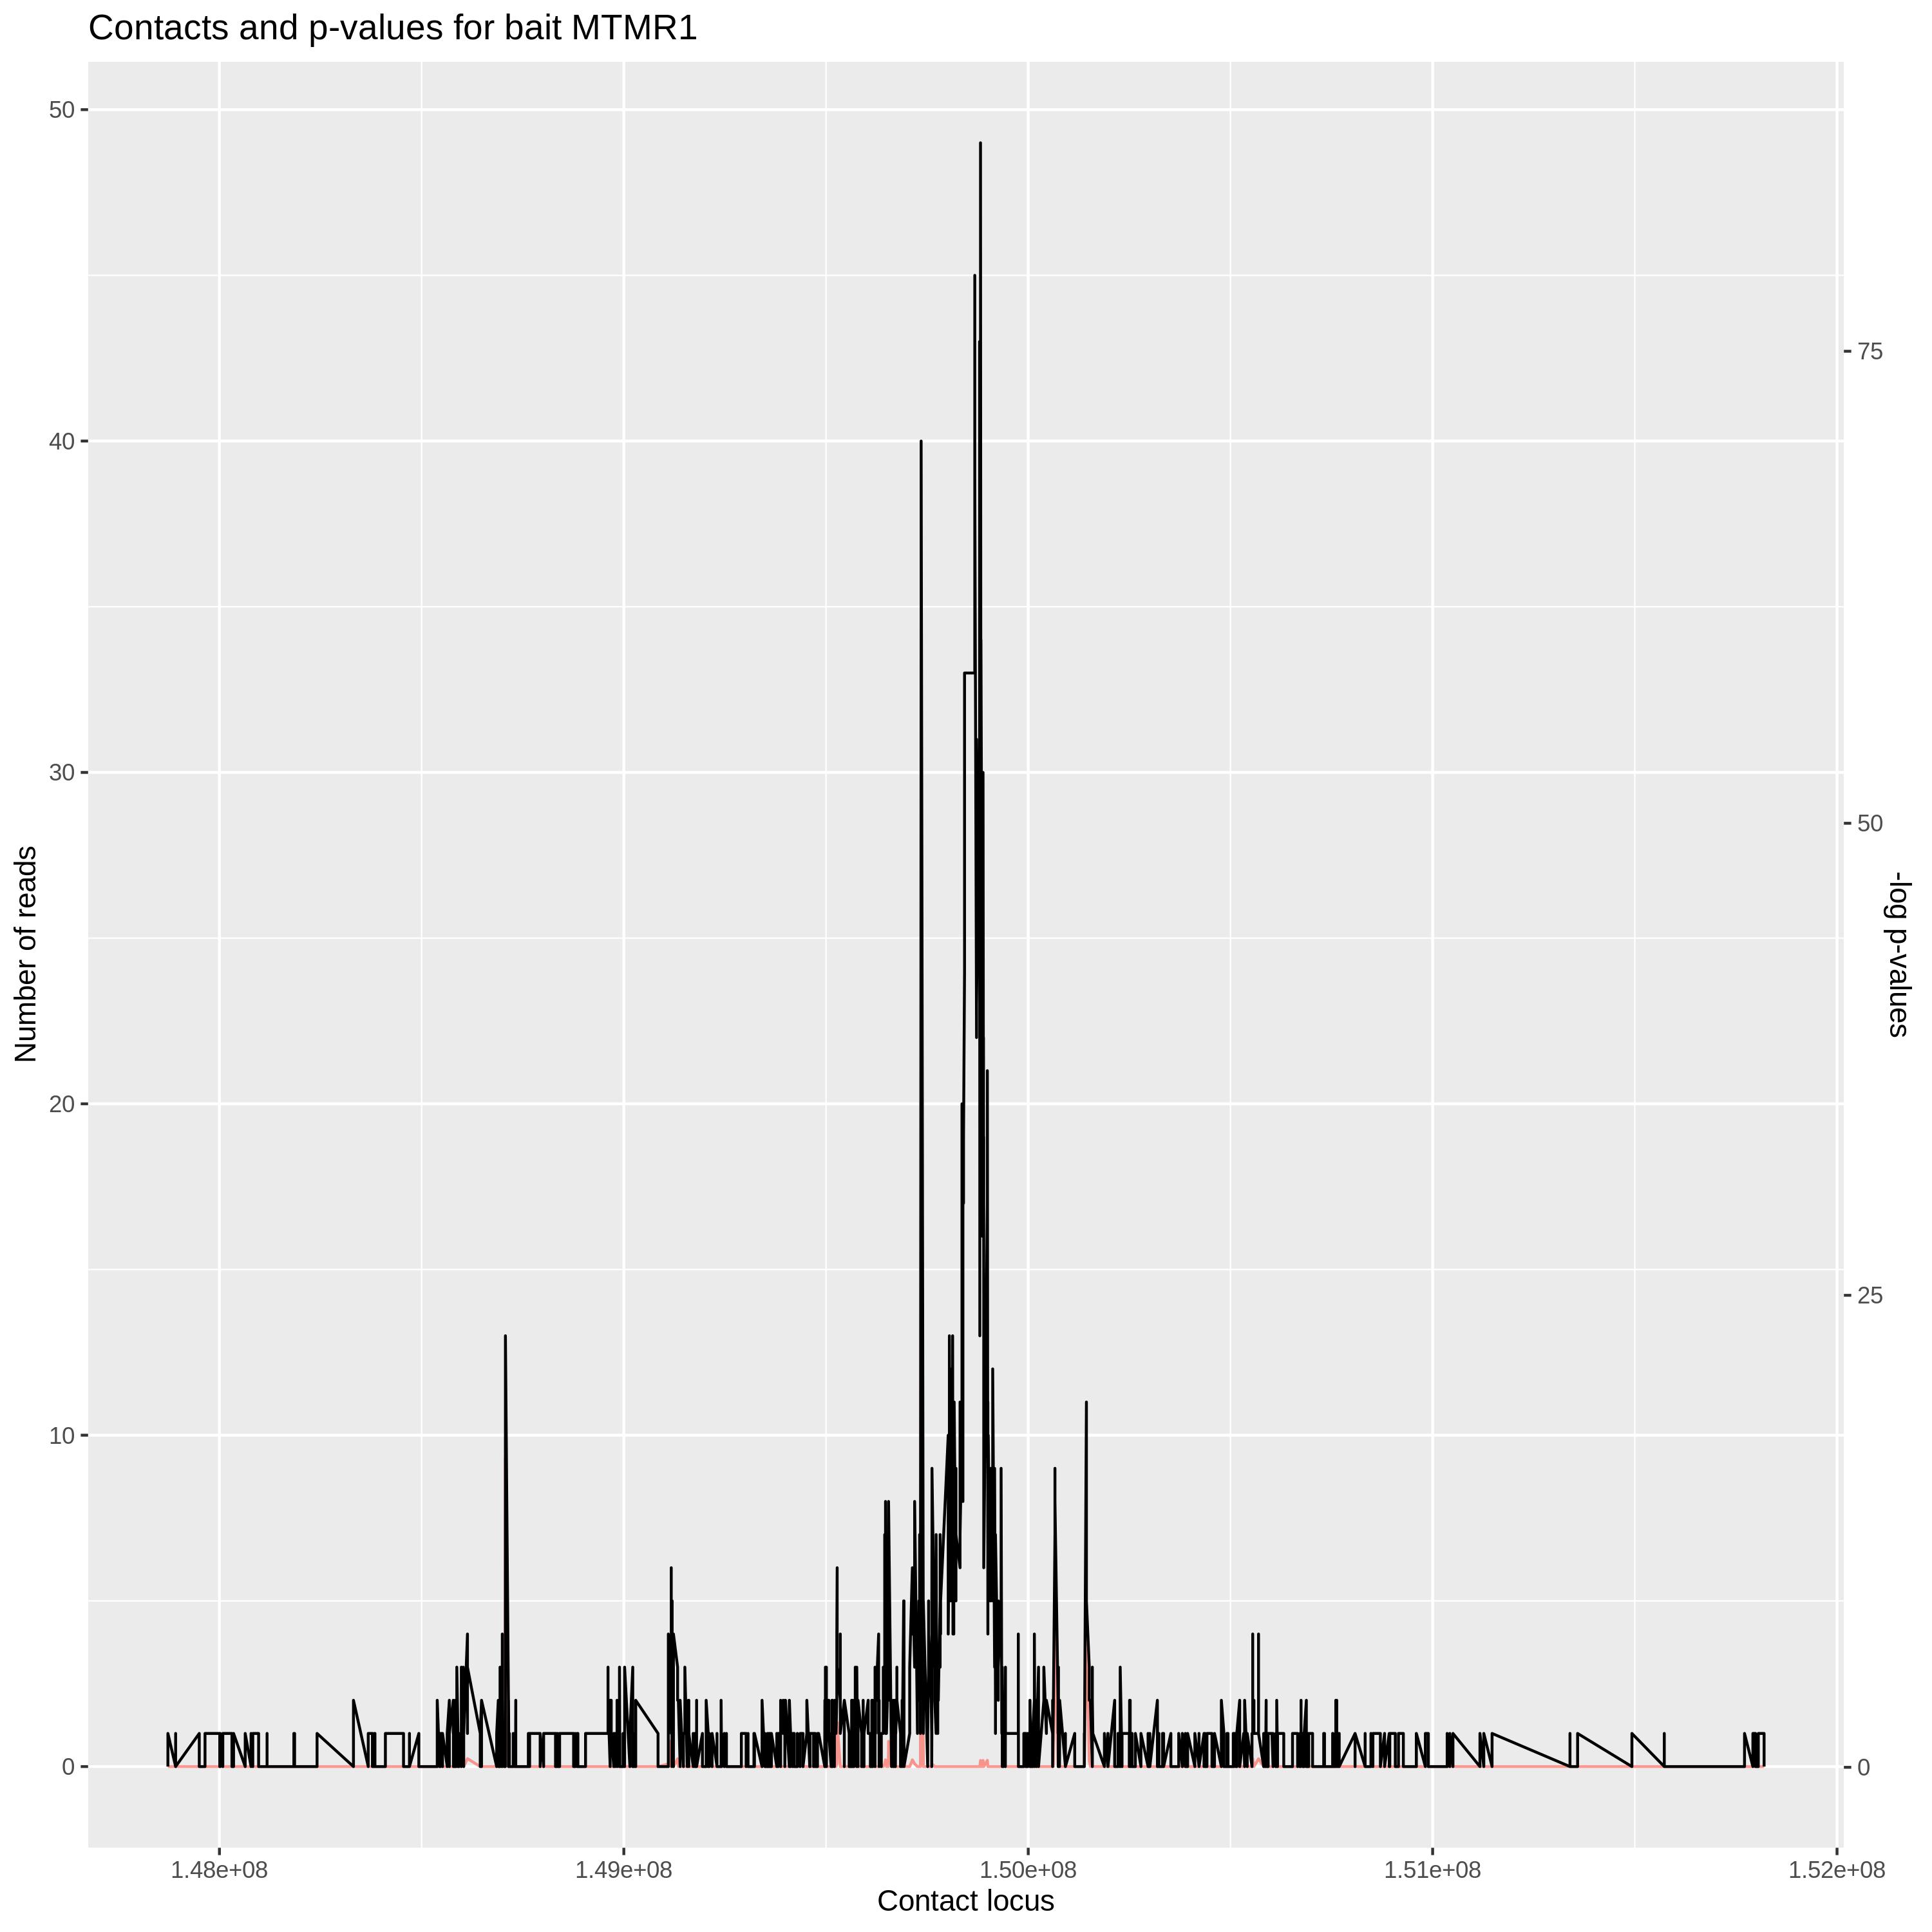 Contacts and p-values for bait MTMR1
50
40
30
20
10
0
Number of reads
75
50
25
0
-log p-values
1.48e+08
1.49e+08
1.50e+08
1.51e+08
1.52e+08
Contact locus